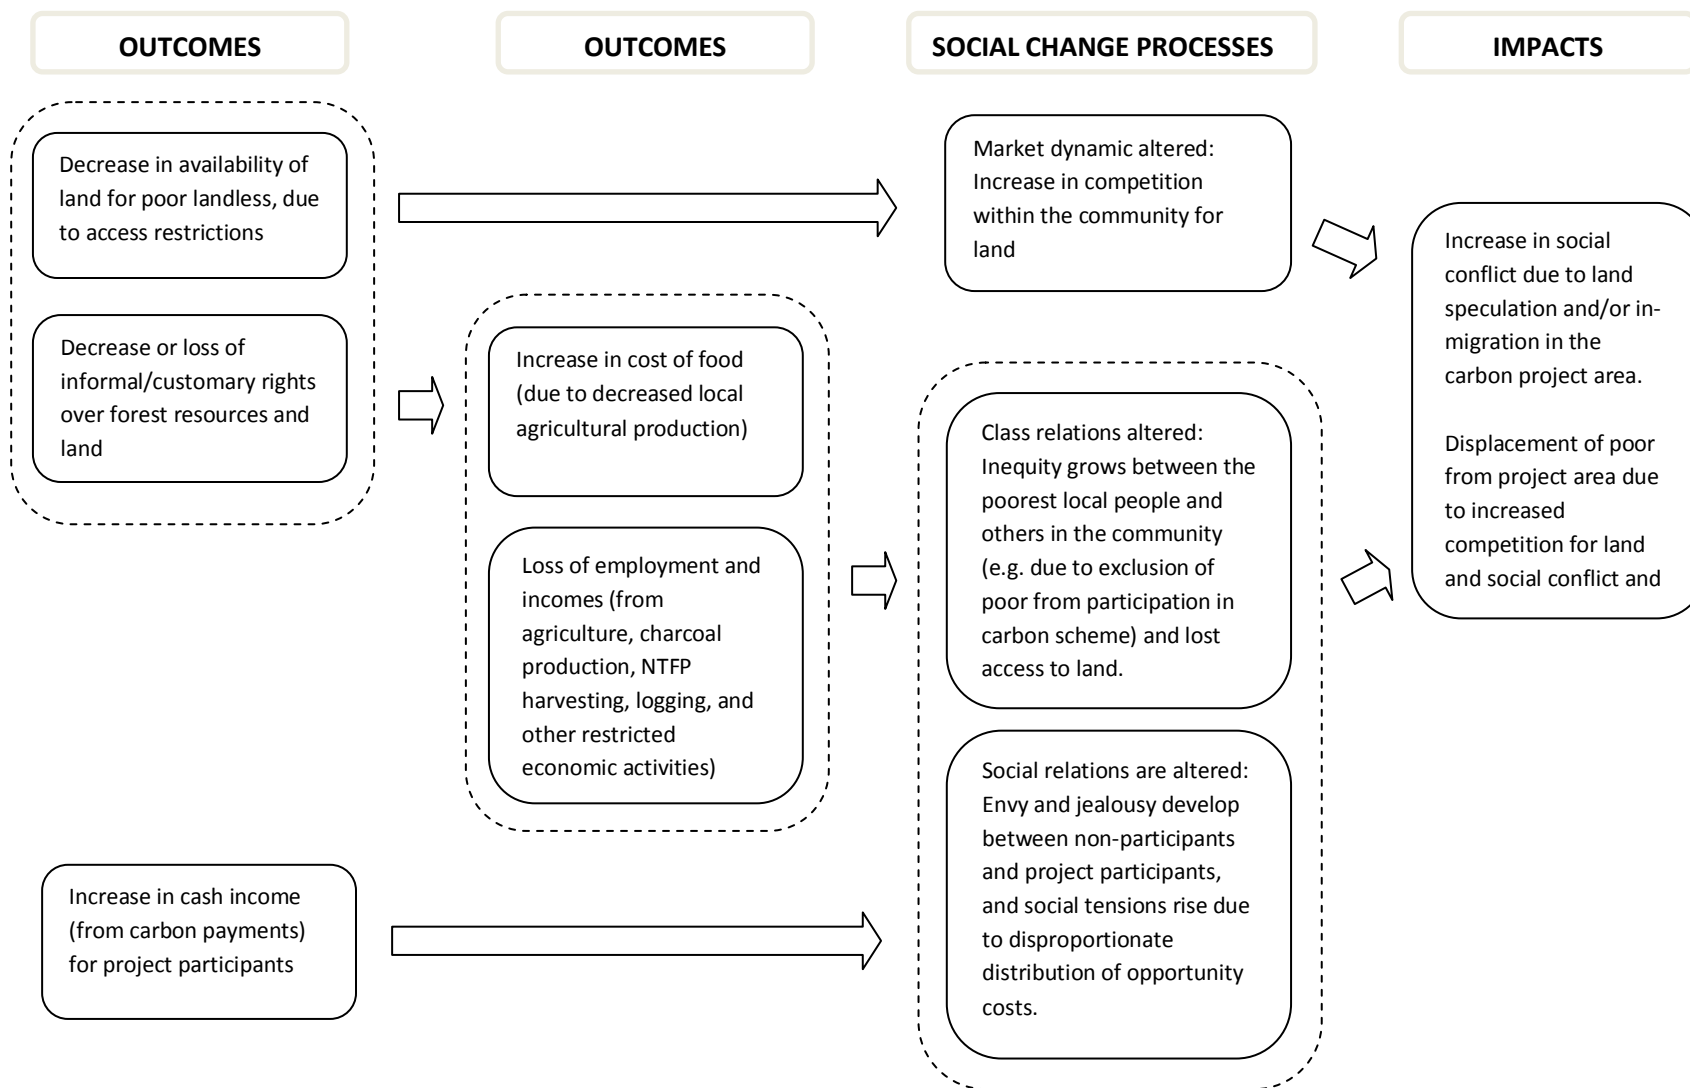 OUTCOMES
OUTCOMES
SOCIAL CHANGE PROCESSES
IMPACTS
Decrease in availability of
land for poor landless, due
to access restrictions
Decrease or loss of
informal/customary rights
over forest resources and
land
Increase in cash income
(from carbon payments)
for project participants
Increase in cost of food
(due to decreased local
agricultural production)
Loss of employment and
incomes (from
agriculture, charcoal
production, NTFP
harvesting, logging, and
other restricted
economic activities)
Market dynamic altered:
Increase in competition
within the community for
land
Class relations altered:
Inequity grows between the
poorest local people and
others in the community
(e.g. due to exclusion of
poor from participation in
carbon scheme) and lost
access to land.
Social relations are altered:
Envy and jealousy develop
between non-participants
and project participants,
and social tensions rise due
to disproportionate
distribution of opportunity
costs.
Increase in social
conflict due to land
speculation and/or in-
migration in the
carbon project area.
Displacement of poor
from project area due
to increased
competition for land
and social conflict and